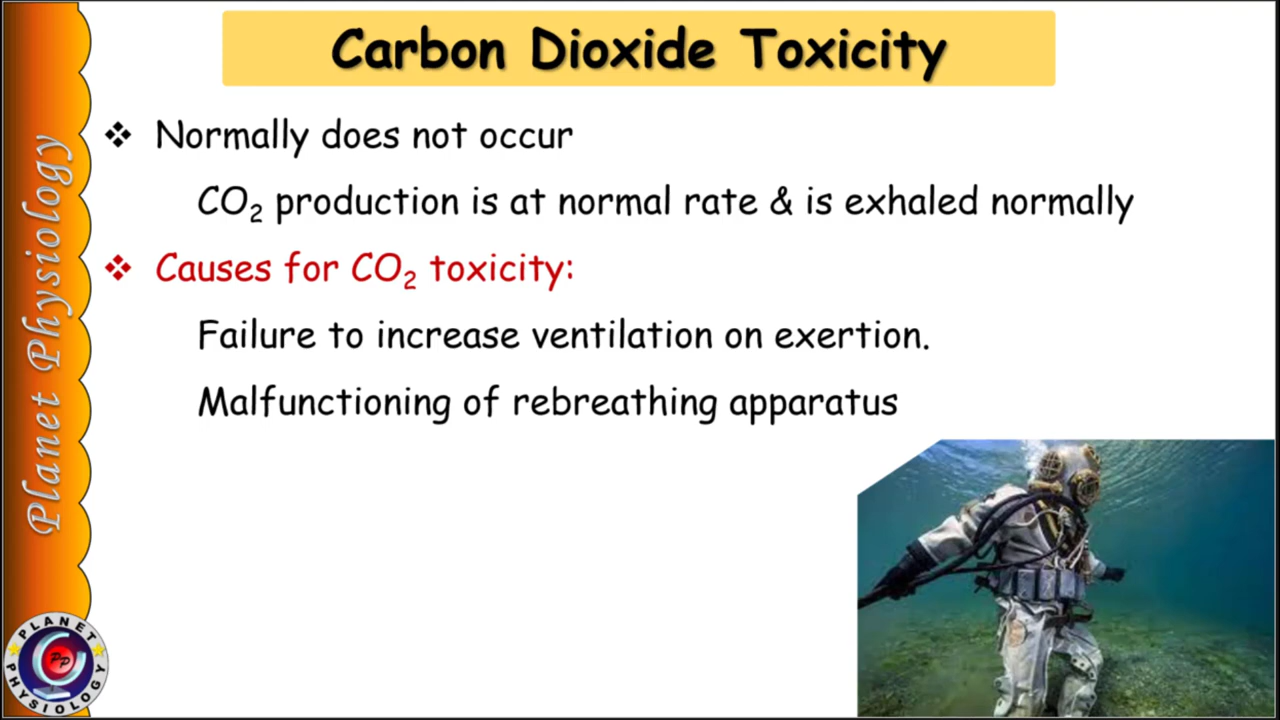 Carbon Dioxide Toxicity
❖ Normally does not occur
CO₂ production is at normal rate & is exhaled normally
❖ Causes for CO₂ toxicity:
Failure to increase ventilation on exertion.
Malfunctioning of rebreathing apparatus
Planet Physiology
PLANET
PP
PHYSIOLOGY